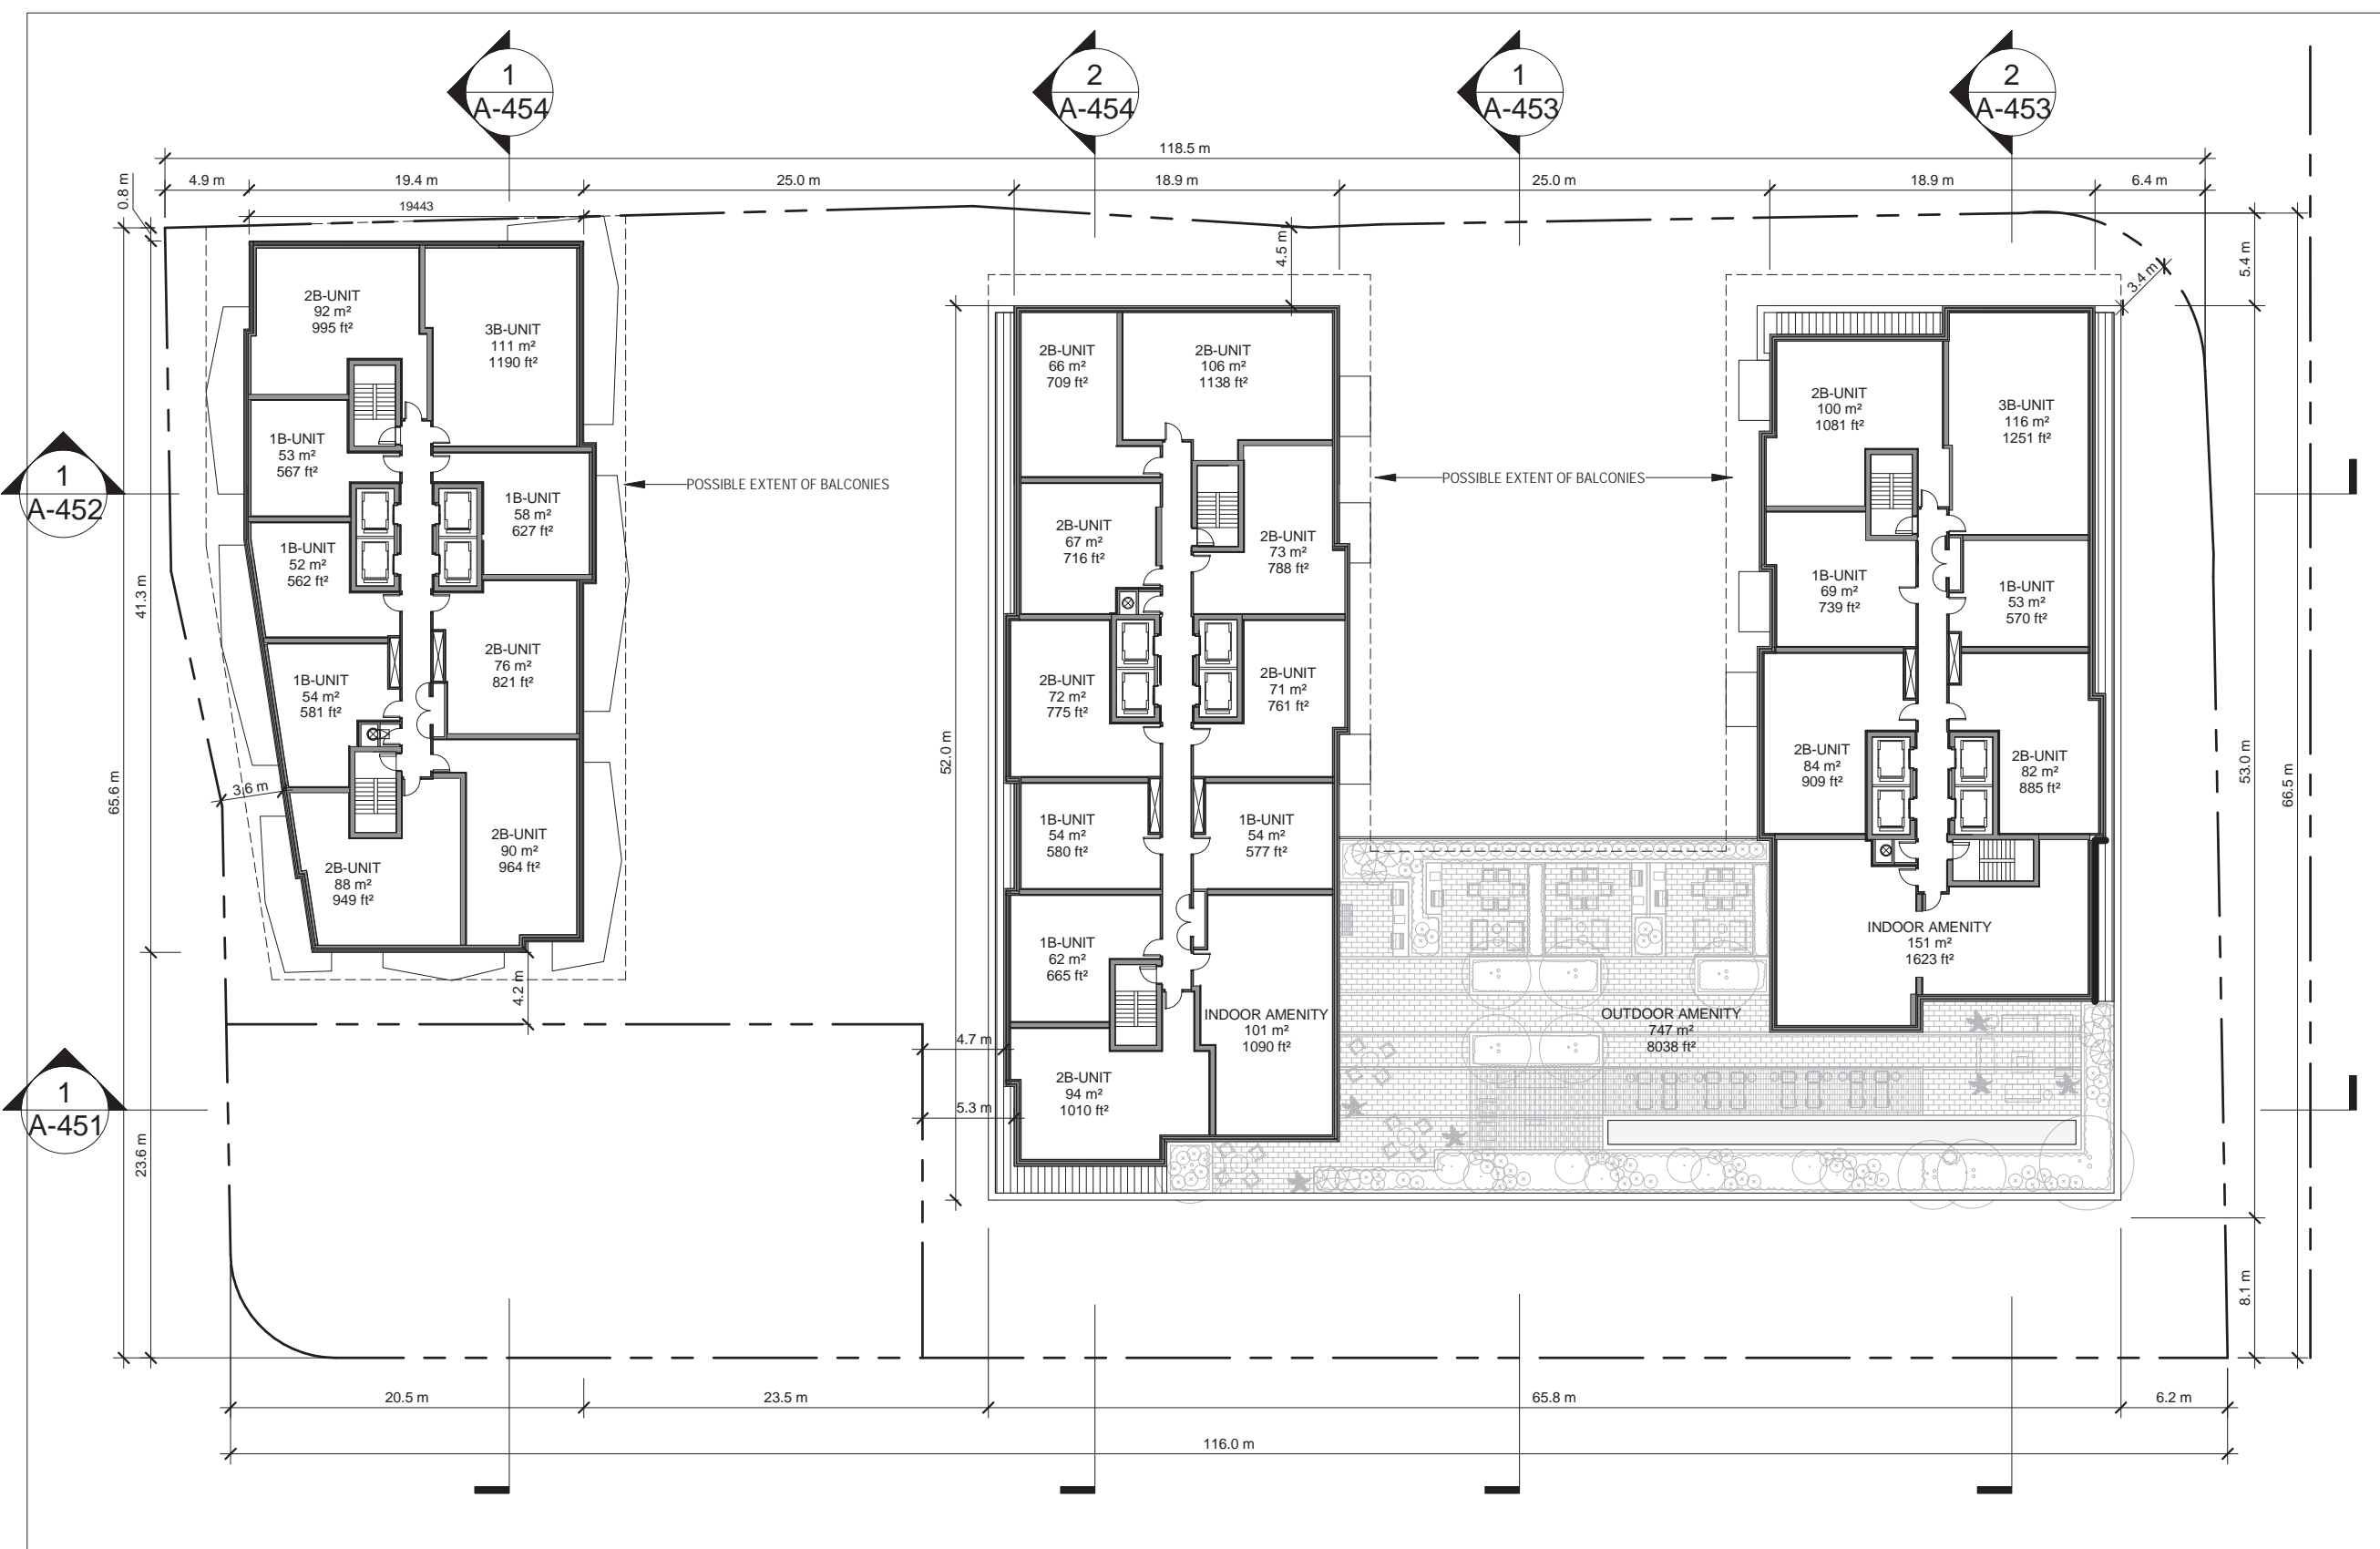 1
A-454
2
A-454
1
A-453
2
A-453
118.5 m
4.9 m
19.4 m
25.0 m
18.9 m
25.0 m
18.9 m
6.4 m
0.8 m
19443
4.5 m
5.4 m
3.4 m
2B-UNIT
92 m²
995 ft²
3B-UNIT
111 m²
1190 ft²
1B-UNIT
53 m²
567 ft²
1B-UNIT
58 m²
627 ft²
1B-UNIT
52 m²
562 ft²
2B-UNIT
76 m²
821 ft²
1B-UNIT
54 m²
581 ft²
2B-UNIT
90 m²
964 ft²
2B-UNIT
88 m²
949 ft²
POSSIBLE EXTENT OF BALCONIES
1
A-452
1
A-451
41.3 m
65.6 m
3.6 m
23.6 m
4.2 m
2B-UNIT
66 m²
709 ft²
2B-UNIT
106 m²
1138 ft²
2B-UNIT
67 m²
716 ft²
2B-UNIT
73 m²
788 ft²
2B-UNIT
72 m²
775 ft²
2B-UNIT
71 m²
761 ft²
1B-UNIT
54 m²
580 ft²
1B-UNIT
54 m²
577 ft²
1B-UNIT
62 m²
665 ft²
INDOOR AMENITY
101 m²
1090 ft²
2B-UNIT
94 m²
1010 ft²
52.0 m
4.7 m
5.3 m
POSSIBLE EXTENT OF BALCONIES
2B-UNIT
100 m²
1081 ft²
3B-UNIT
116 m²
1251 ft²
1B-UNIT
69 m²
739 ft²
1B-UNIT
53 m²
570 ft²
2B-UNIT
84 m²
909 ft²
2B-UNIT
82 m²
885 ft²
INDOOR AMENITY
151 m²
1623 ft²
OUTDOOR AMENITY
747 m²
8038 ft²
53.0 m
66.5 m
8.1 m
20.5 m
23.5 m
65.8 m
6.2 m
116.0 m